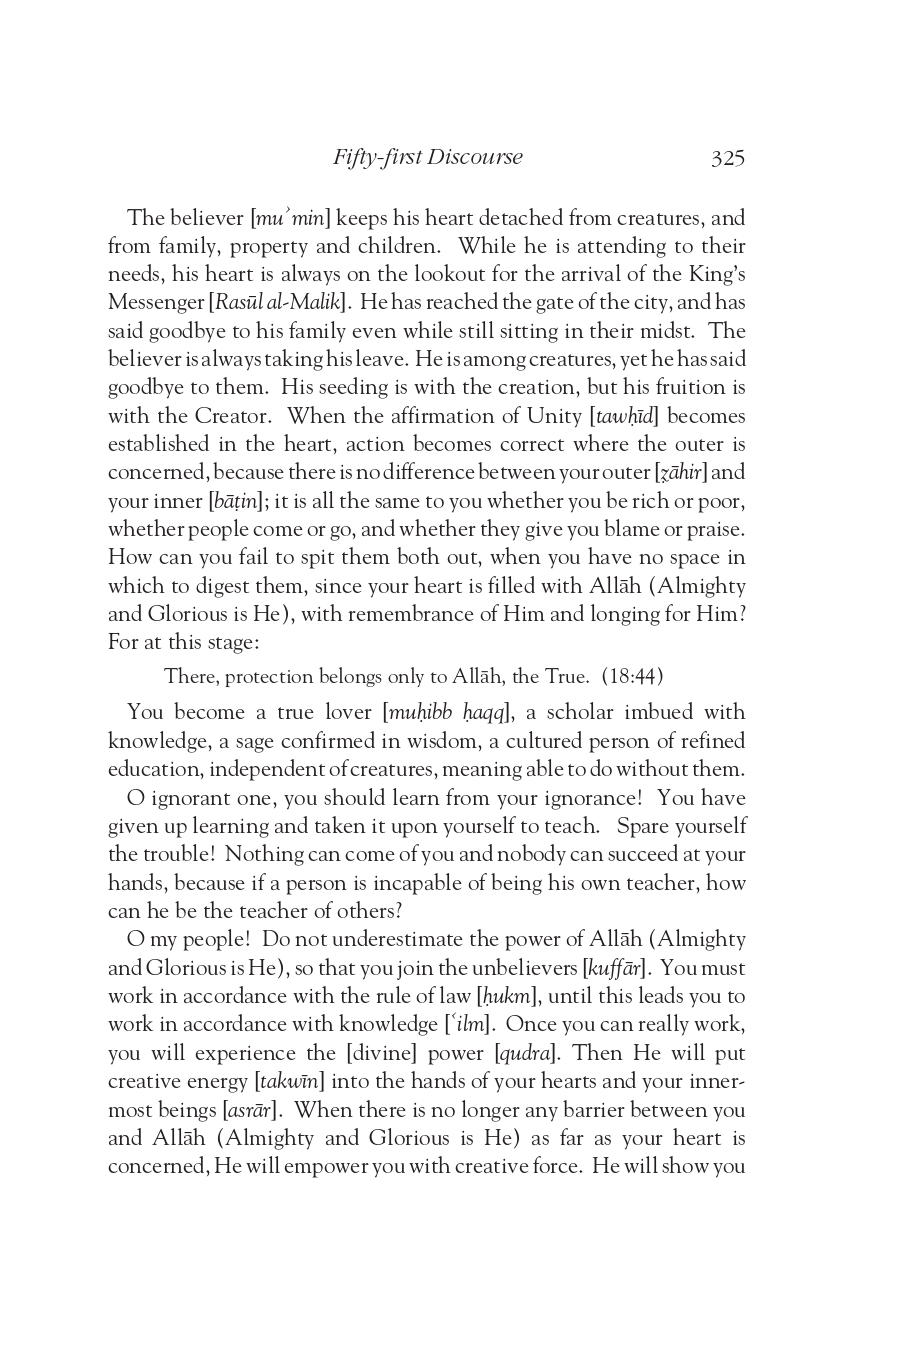 Fifty-first Discourse 325
The believer [muʾmin] keeps his heart detached from creatures, and
from family, property and children. While he is attending to their
needs, his heart is always on the lookout for the arrival of the King's
Messenger [Rasūl al-Malik]. He has reached the gate of the city, and has
said goodbye to his family even while still sitting in their midst. The
believer is always taking his leave. He is among creatures, yet he has said
goodbye to them. His seeding is with the creation, but his fruition is
with the Creator. When the affirmation of Unity [tawḥīd] becomes
established in the heart, action becomes correct where the outer is
concerned, because there is no difference between your outer [ẓāhir] and
your inner [bāṭin]; it is all the same to you whether you be rich or poor,
whether people come or go, and whether they give you blame or praise.
How can you fail to spit them both out, when you have no space in
which to digest them, since your heart is filled with Allāh (Almighty
and Glorious is He), with remembrance of Him and longing for Him?
For at this stage:
There, protection belongs only to Allāh, the True. (18:44)
You become a true lover [muḥibb ḥaqq], a scholar imbued with
knowledge, a sage confirmed in wisdom, a cultured person of refined
education, independent of creatures, meaning able to do without them.
O ignorant one, you should learn from your ignorance! You have
given up learning and taken it upon yourself to teach. Spare yourself
the trouble! Nothing can come of you and nobody can succeed at your
hands, because if a person is incapable of being his own teacher, how
can he be the teacher of others?
O my people! Do not underestimate the power of Allāh (Almighty
and Glorious is He), so that you join the unbelievers [kuffār]. You must
work in accordance with the rule of law [ḥukm], until this leads you to
work in accordance with knowledge [ʿilm]. Once you can really work,
you will experience the [divine] power [qudra]. Then He will put
creative energy [takwīn] into the hands of your hearts and your inner-
most beings [asrār]. When there is no longer any barrier between you
and Allāh (Almighty and Glorious is He) as far as your heart is
concerned, He will empower you with creative force. He will show you